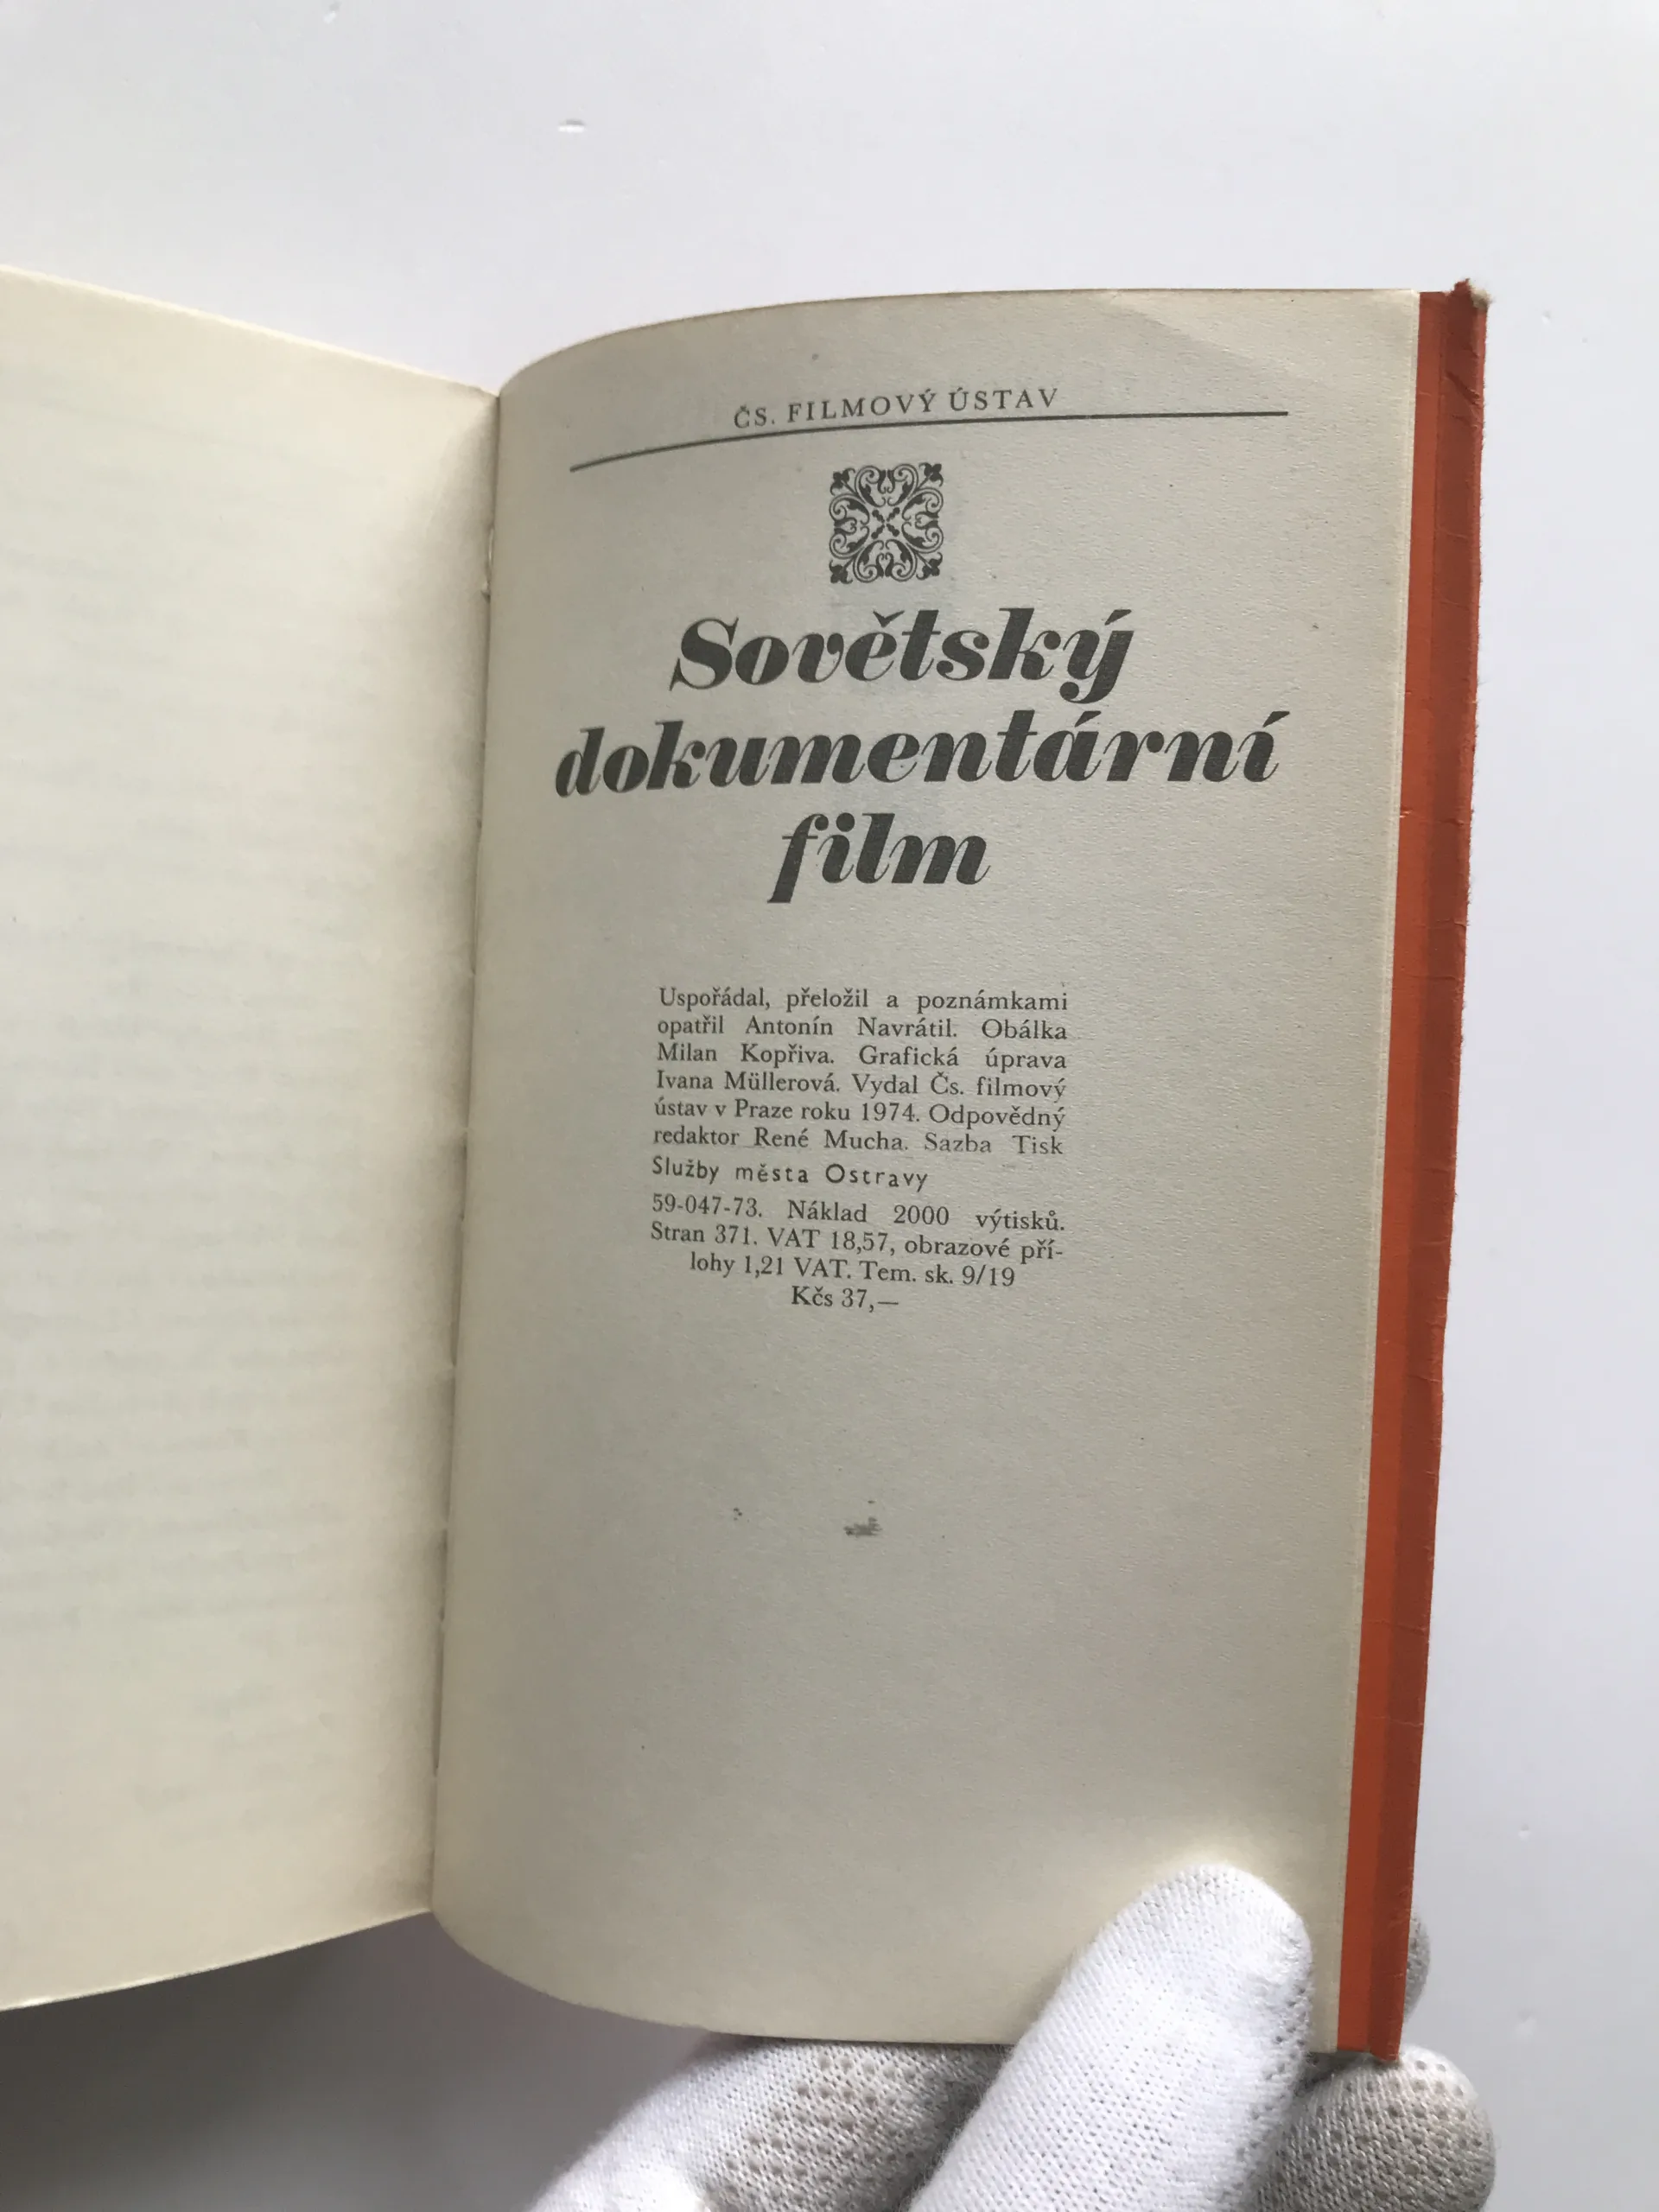 ČS. FILMOVÝ ÚSTAV
Sovětský
dokumentární
film
Uspořádal, přeložil a poznámkami
opatřil Antonín Navrátil. Obálka
Milan Kopřiva. Grafická úprava
Ivana Müllerová. Vydal Čs. filmový
ústav v Praze roku 1974. Odpovědný
redaktor René Mucha. Sazba Tisk
Služby města Ostravy
59-047-73. Náklad 2000 výtisků.
Stran 371. VAT 18,57, obrazové pří-
lohy 1,21 VAT. Tem. sk. 9/19
Kčs 37,—